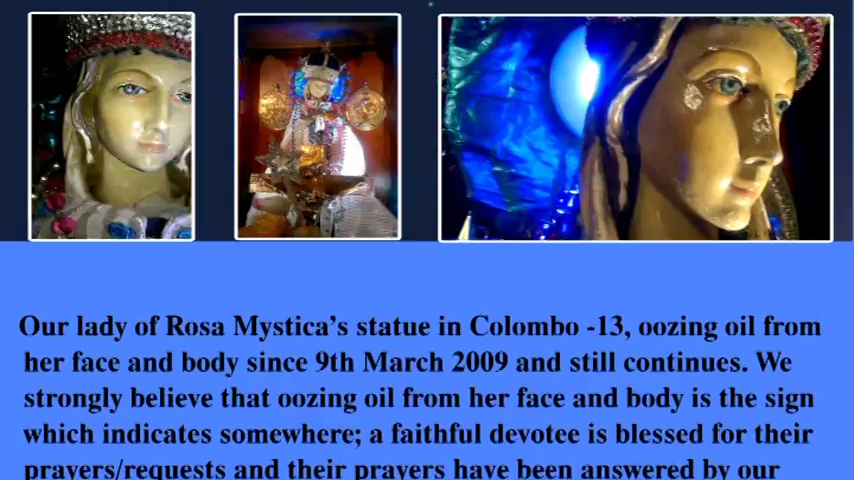 Our lady of Rosa Mystica’s statue in Colombo -13, oozing oil from
her face and body since 9th March 2009 and still continues. We
strongly believe that oozing oil from her face and body is the sign
which indicates somewhere; a faithful devotee is blessed for their
prayers/requests and their prayers have been answered by our